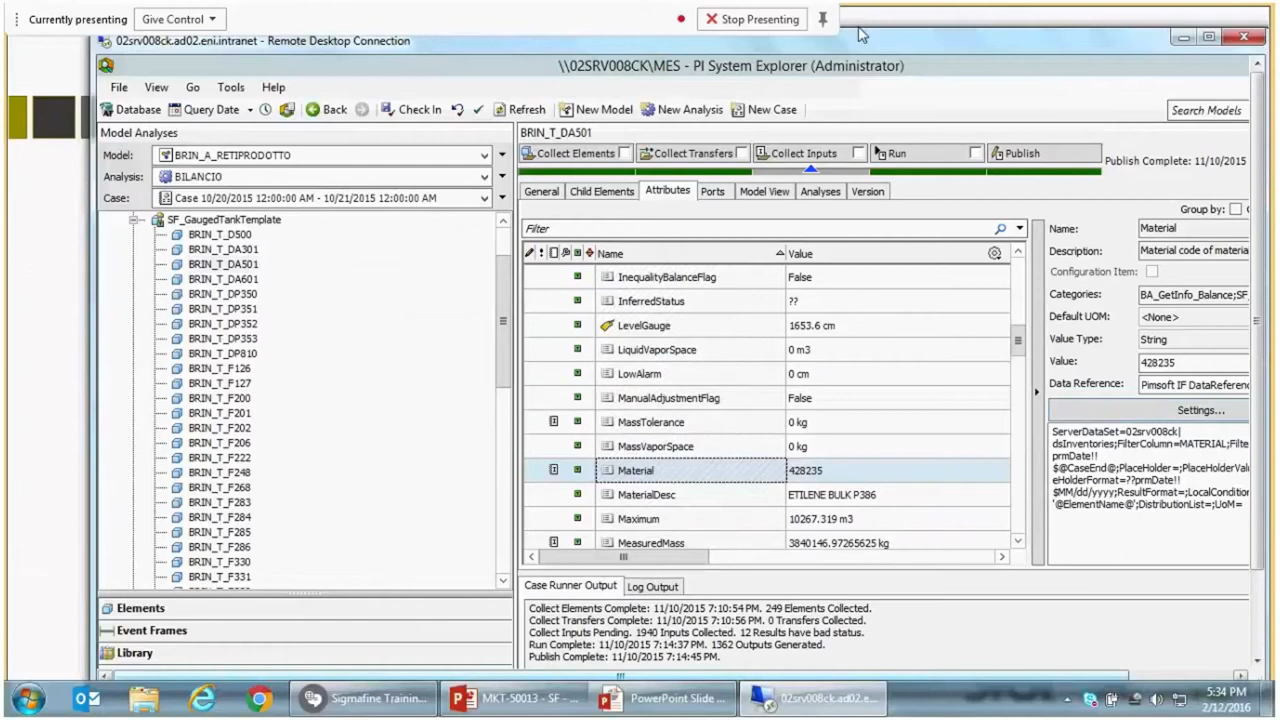 Currently presenting Give Control Stop Presenting
02srv008ck.ad02.eni.intranet - Remote Desktop Connection
\\02SRV008CK\MES - PI System Explorer (Administrator)
File View Go Tools Help
Database Query Date Back Check In Refresh New Model New Analysis New Case Search Models
Model Analyses
Model: BRIN_A_RETIPRODOTTO
Analysis: BILANCIO
Case: Case 10/20/2015 12:00:00 AM - 10/21/2015 12:00:00 AM
SF_GaugedTankTemplate
BRIN_T_D500
BRIN_T_DA301
BRIN_T_DA501
BRIN_T_DA601
BRIN_T_DP350
BRIN_T_DP351
BRIN_T_DP352
BRIN_T_DP353
BRIN_T_DP810
BRIN_T_F126
BRIN_T_F127
BRIN_T_F200
BRIN_T_F201
BRIN_T_F202
BRIN_T_F206
BRIN_T_F222
BRIN_T_F248
BRIN_T_F268
BRIN_T_F283
BRIN_T_F284
BRIN_T_F285
BRIN_T_F286
BRIN_T_F330
BRIN_T_F331
Elements
Event Frames
Library
BRIN_T_DA501
Collect Elements Collect Transfers Collect Inputs Run Publish
Publish Complete: 11/10/2015
General Child Elements Attributes Ports Model View Analyses Version
Filter
Name Value
InequalityBalanceFlag False
InferredStatus ??
LevelGauge 1653.6 cm
LiquidVaporSpace 0 m3
LowAlarm 0 cm
ManualAdjustmentFlag False
MassTolerance 0 kg
MassVaporSpace 0 kg
Material 428235
MaterialDesc ETILENE BULK P386
Maximum 10267.319 m3
MeasuredMass 3840146.97265625 kg
Group by:
Name: Material
Description: Material code of materia
Configuration Item:
Categories: BA_GetInfo_Balance;SF_
Default UOM: <None>
Value Type: String
Value: 428235
Data Reference: Pimsoft IF DataReferenc
Settings...
ServerDataSet=02srv008ck|
dsInventories;FilterColumn=MATERIAL;Filte
prmDate!!
$@CaseEnd@;PlaceHolder=;PlaceHolderValu
eHolderFormat=??prmDate!!
$MM/dd/yyyy;ResultFormat=;LocalCondition
'@ElementName@';DistributionList=;UoM=
Case Runner Output Log Output
Collect Elements Complete: 11/10/2015 7:10:54 PM. 249 Elements Collected.
Collect Transfers Complete: 11/10/2015 7:10:56 PM. 0 Transfers Collected.
Collect Inputs Pending. 1940 Inputs Collected. 12 Results have bad status.
Run Complete: 11/10/2015 7:14:37 PM. 1362 Outputs Generated.
Publish Complete: 11/10/2015 7:14:45 PM.
Sigmafine Trainin... MKT-50013 - SF -... PowerPoint Slide ... 02srv008ck.ad02.e...
5:34 PM
2/12/2016